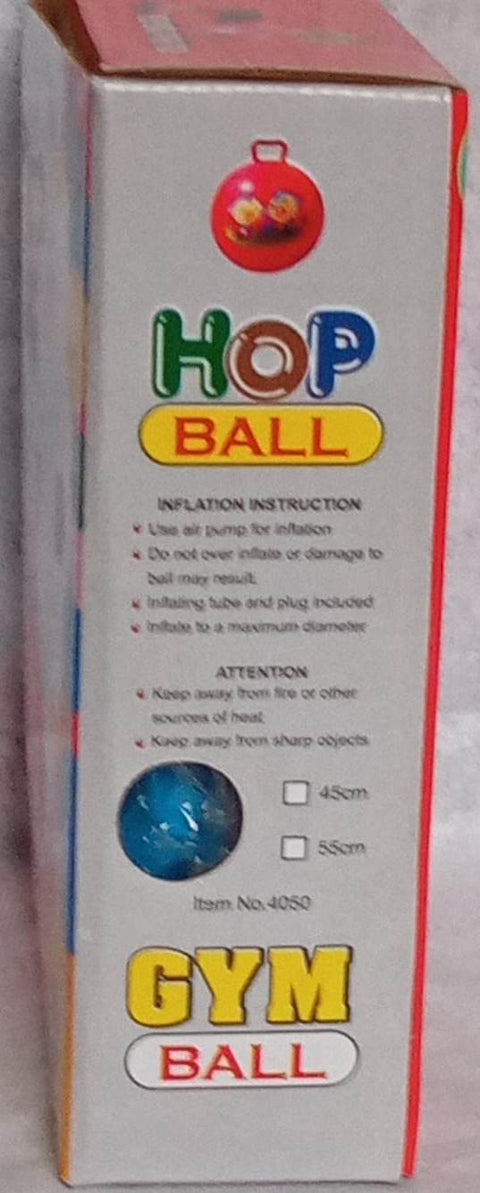 HOP
BALL
INFLATION INSTRUCTION
Use air pump for inflation
Do not over inflate or damage to
ball may result.
Inflating tube and plug included
Inflate to a maximum diameter
ATTENTION
Keep away from fire or other
sources of heat
Keep away from sharp objects
45cm
55cm
Item No.4050
GYM
BALL